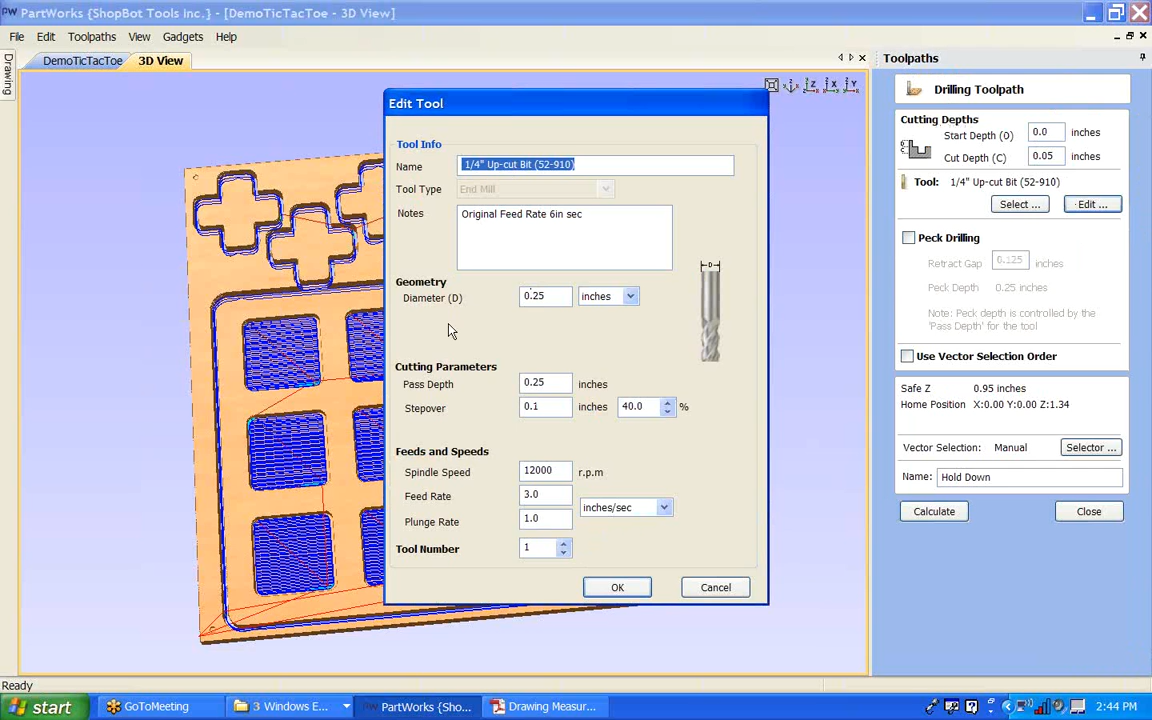 PW PartWorks {ShopBot Tools Inc.} - [DemoTicTacToe - 3D View]
File Edit Toolpaths View Gadgets Help
Drawing
DemoTicTacToe 3D View
Z X Y
Edit Tool
Tool Info
Name 1/4" Up-cut Bit (52-910)
Tool Type End Mill
Notes Original Feed Rate 6in sec
Geometry
Diameter (D) 0.25 inches
D
Cutting Parameters
Pass Depth 0.25 inches
Stepover 0.1 inches 40.0 %
Feeds and Speeds
Spindle Speed 12000 r.p.m
Feed Rate 3.0
inches/sec
Plunge Rate 1.0
Tool Number 1
OK Cancel
Toolpaths
Drilling Toolpath
Cutting Depths
Start Depth (0) 0.0 inches
Cut Depth (C) 0.05 inches
Tool: 1/4" Up-cut Bit (52-910)
Select ... Edit ...
Peck Drilling
Retract Gap 0.125 inches
Peck Depth 0.25 inches
Note: Peck depth is controlled by the
'Pass Depth' for the tool
Use Vector Selection Order
Safe Z 0.95 inches
Home Position X:0.00 Y:0.00 Z:1.34
Vector Selection: Manual Selector ...
Name: Hold Down
Calculate Close
Ready
start GoToMeeting 3 Windows E... PartWorks {Sho... Drawing Measur... 2:44 PM